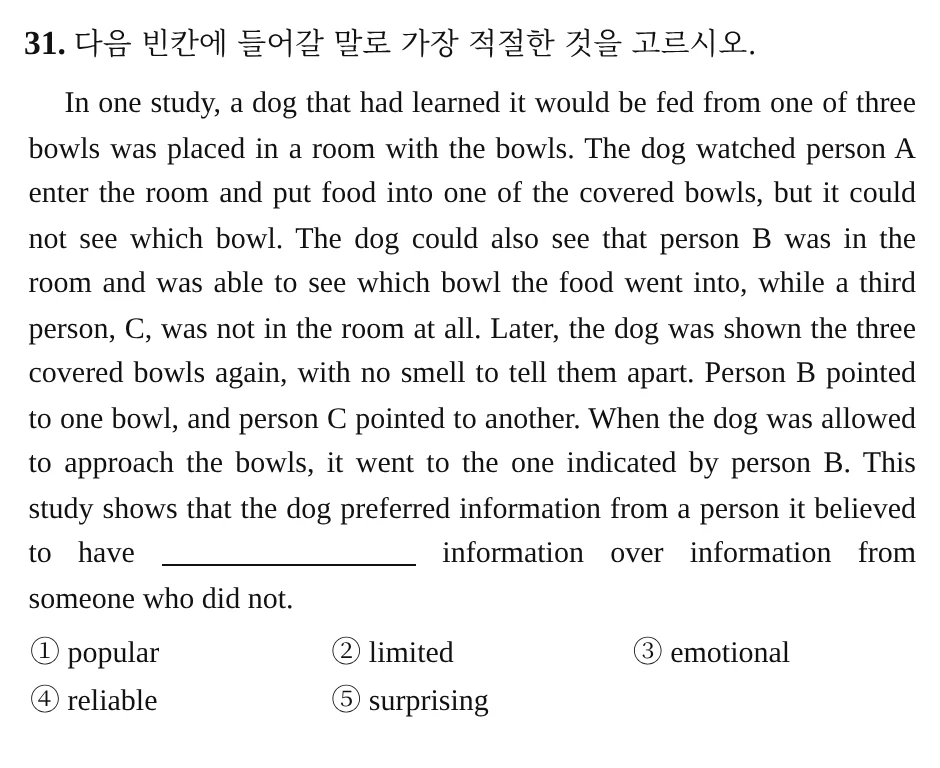 31. 다음 빈칸에 들어갈 말로 가장 적절한 것을 고르시오.
In one study, a dog that had learned it would be fed from one of three
bowls was placed in a room with the bowls. The dog watched person A
enter the room and put food into one of the covered bowls, but it could
not see which bowl. The dog could also see that person B was in the
room and was able to see which bowl the food went into, while a third
person, C, was not in the room at all. Later, the dog was shown the three
covered bowls again, with no smell to tell them apart. Person B pointed
to one bowl, and person C pointed to another. When the dog was allowed
to approach the bowls, it went to the one indicated by person B. This
study shows that the dog preferred information from a person it believed
to have ________________ information over information from
someone who did not.
① popular ② limited ③ emotional
④ reliable ⑤ surprising